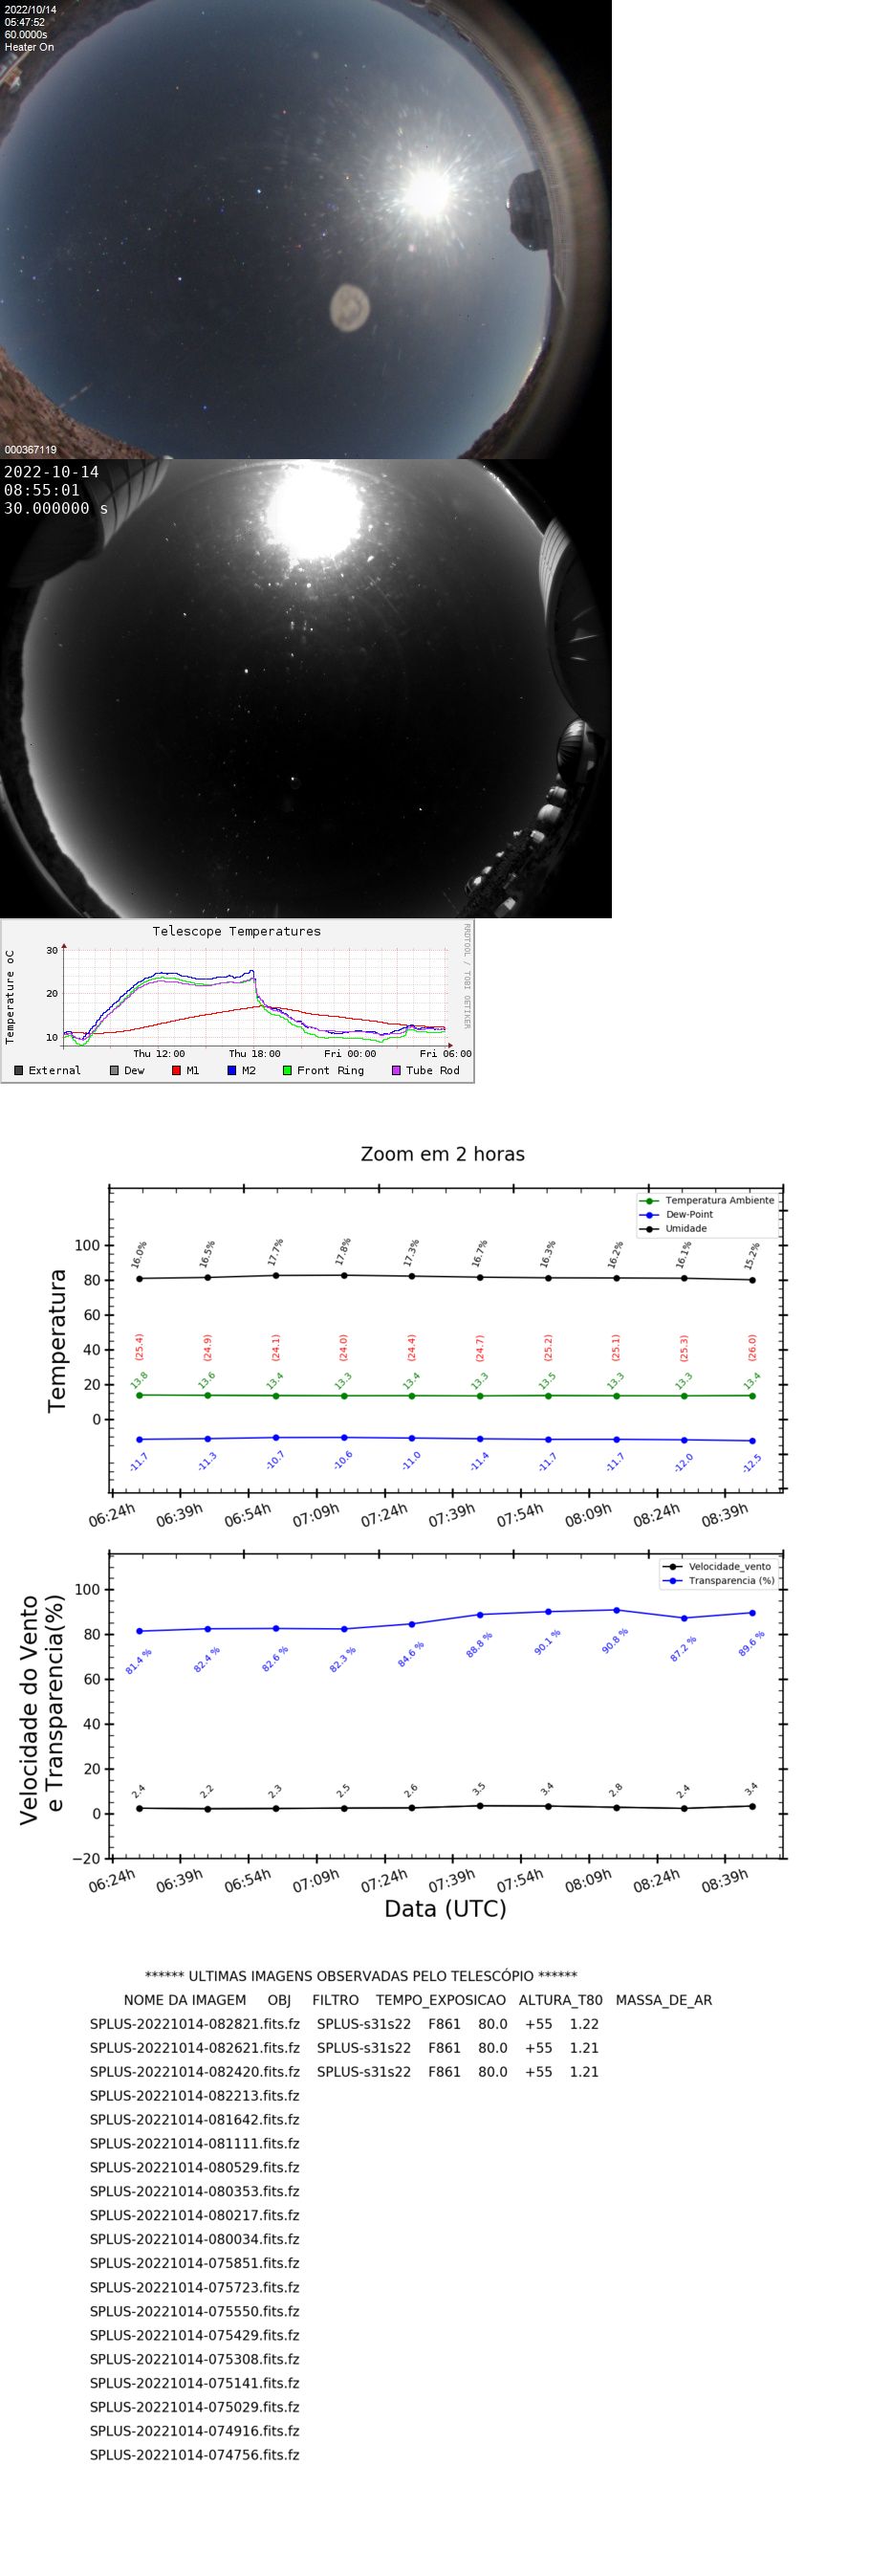 2022/10/14
05:47:52
60.0000s
Heater On
000367119
2022-10-14
08:55:01
30.000000 s
Telescope Temperatures
RRDTOOL / TOBI OETIKER
Temperature oC
30
20
10
Thu 12:00 Thu 18:00 Fri 00:00 Fri 06:00
External Dew M1 M2 Front Ring Tube Rod
Zoom em 2 horas
Temperatura Ambiente
Dew-Point
Umidade
Temperatura
100
80
60
40
20
0
16.0% 16.5% 17.7% 17.8% 17.3% 16.7% 16.3% 16.2% 16.1% 15.2%
(25.4) (24.9) (24.1) (24.0) (24.4) (24.7) (25.2) (25.1) (25.3) (26.0)
13.8 13.6 13.4 13.3 13.4 13.3 13.5 13.3 13.3 13.4
-11.7 -11.3 -10.7 -10.6 -11.0 -11.4 -11.7 -11.7 -12.0 -12.5
06:24h 06:39h 06:54h 07:09h 07:24h 07:39h 07:54h 08:09h 08:24h 08:39h
Velocidade_vento
Transparencia (%)
Velocidade do Vento
e Transparencia(%)
100
80
60
40
20
0
−20
81.4 % 82.4 % 82.6 % 82.3 % 84.6 % 88.8 % 90.1 % 90.8 % 87.2 % 89.6 %
2.4 2.2 2.3 2.5 2.6 3.5 3.4 2.8 2.4 3.4
06:24h 06:39h 06:54h 07:09h 07:24h 07:39h 07:54h 08:09h 08:24h 08:39h
Data (UTC)
****** ULTIMAS IMAGENS OBSERVADAS PELO TELESCÓPIO ******
NOME DA IMAGEM OBJ FILTRO TEMPO_EXPOSICAO ALTURA_T80 MASSA_DE_AR
SPLUS-20221014-082821.fits.fz SPLUS-s31s22 F861 80.0 +55 1.22
SPLUS-20221014-082621.fits.fz SPLUS-s31s22 F861 80.0 +55 1.21
SPLUS-20221014-082420.fits.fz SPLUS-s31s22 F861 80.0 +55 1.21
SPLUS-20221014-082213.fits.fz
SPLUS-20221014-081642.fits.fz
SPLUS-20221014-081111.fits.fz
SPLUS-20221014-080529.fits.fz
SPLUS-20221014-080353.fits.fz
SPLUS-20221014-080217.fits.fz
SPLUS-20221014-080034.fits.fz
SPLUS-20221014-075851.fits.fz
SPLUS-20221014-075723.fits.fz
SPLUS-20221014-075550.fits.fz
SPLUS-20221014-075429.fits.fz
SPLUS-20221014-075308.fits.fz
SPLUS-20221014-075141.fits.fz
SPLUS-20221014-075029.fits.fz
SPLUS-20221014-074916.fits.fz
SPLUS-20221014-074756.fits.fz